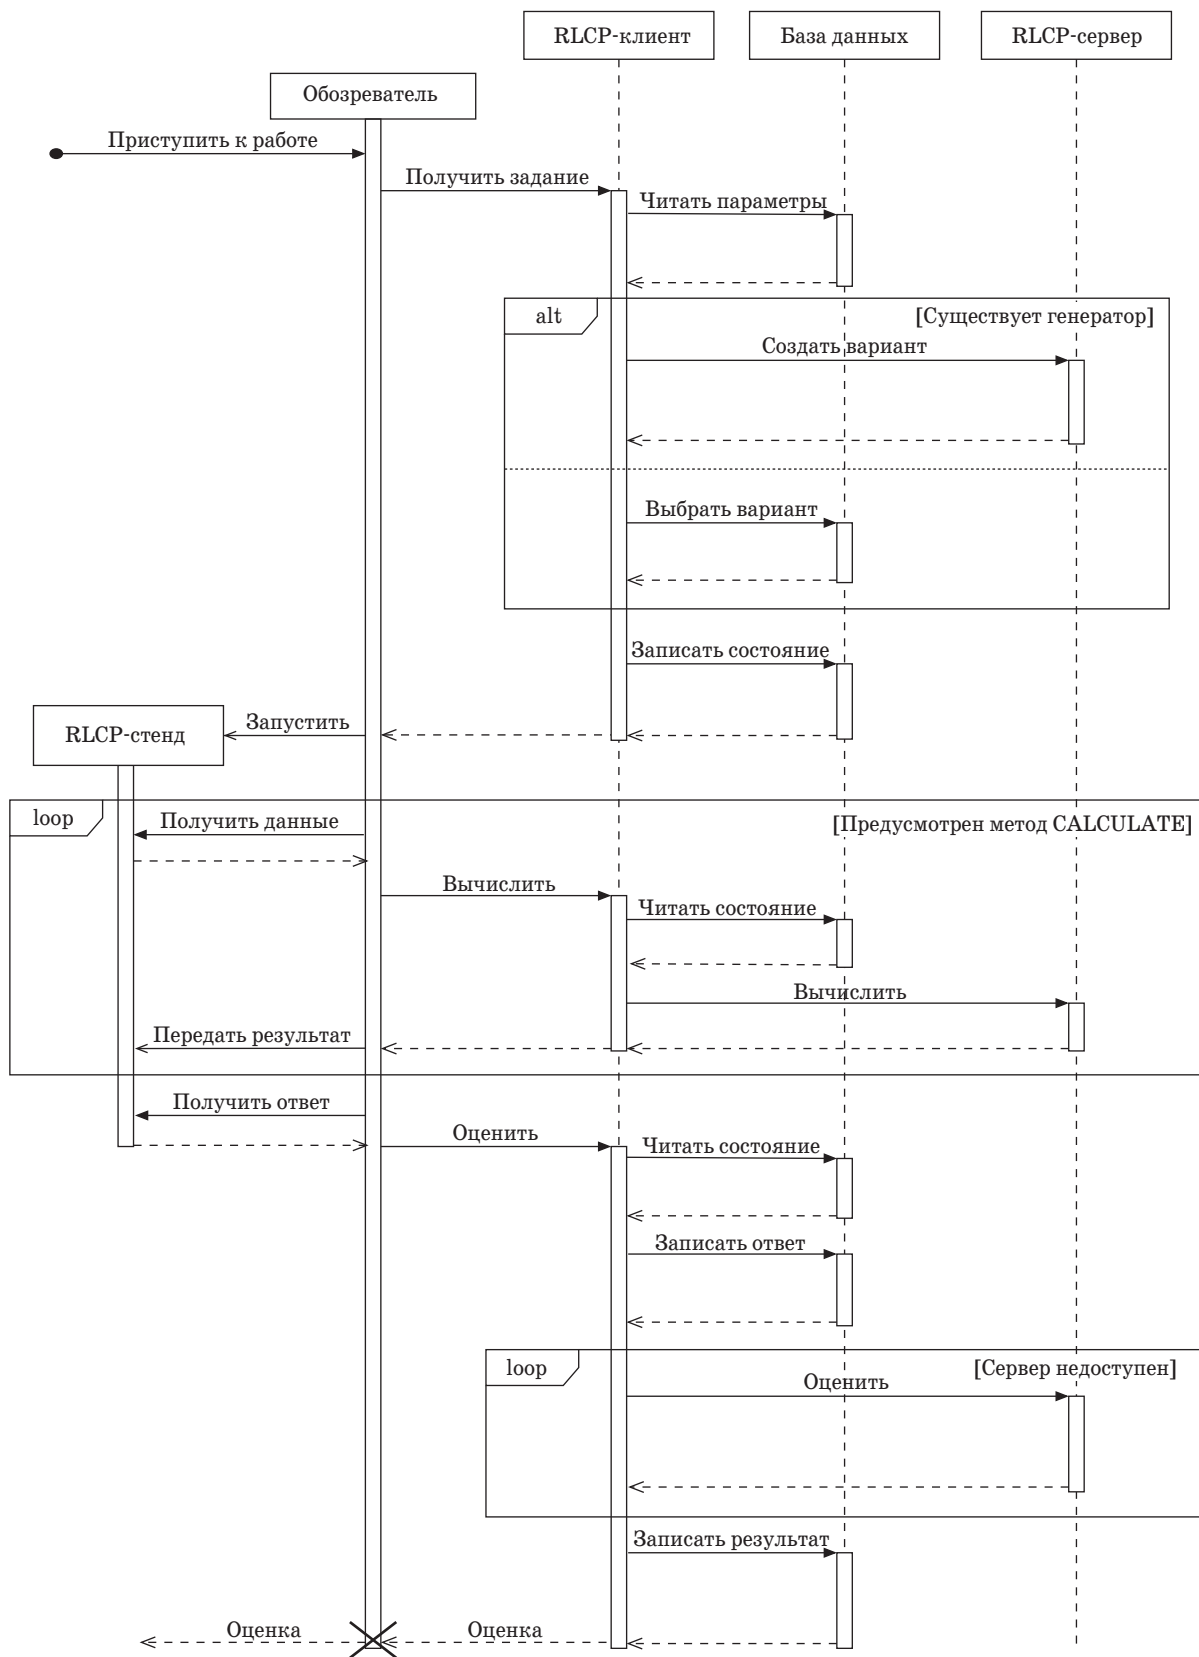 RLCP-клиент
База данных
RLCP-сервер
Обозреватель
Приступить к работе
Получить задание
Читать параметры
alt
[Существует генератор]
Создать вариант
Выбрать вариант
Записать состояние
RLCP-стенд
Запустить
loop
Получить данные
[Предусмотрен метод CALCULATE]
Вычислить
Читать состояние
Вычислить
Передать результат
Получить ответ
Оценить
Читать состояние
Записать ответ
loop
[Сервер недоступен]
Оценить
Записать результат
Оценка
Оценка